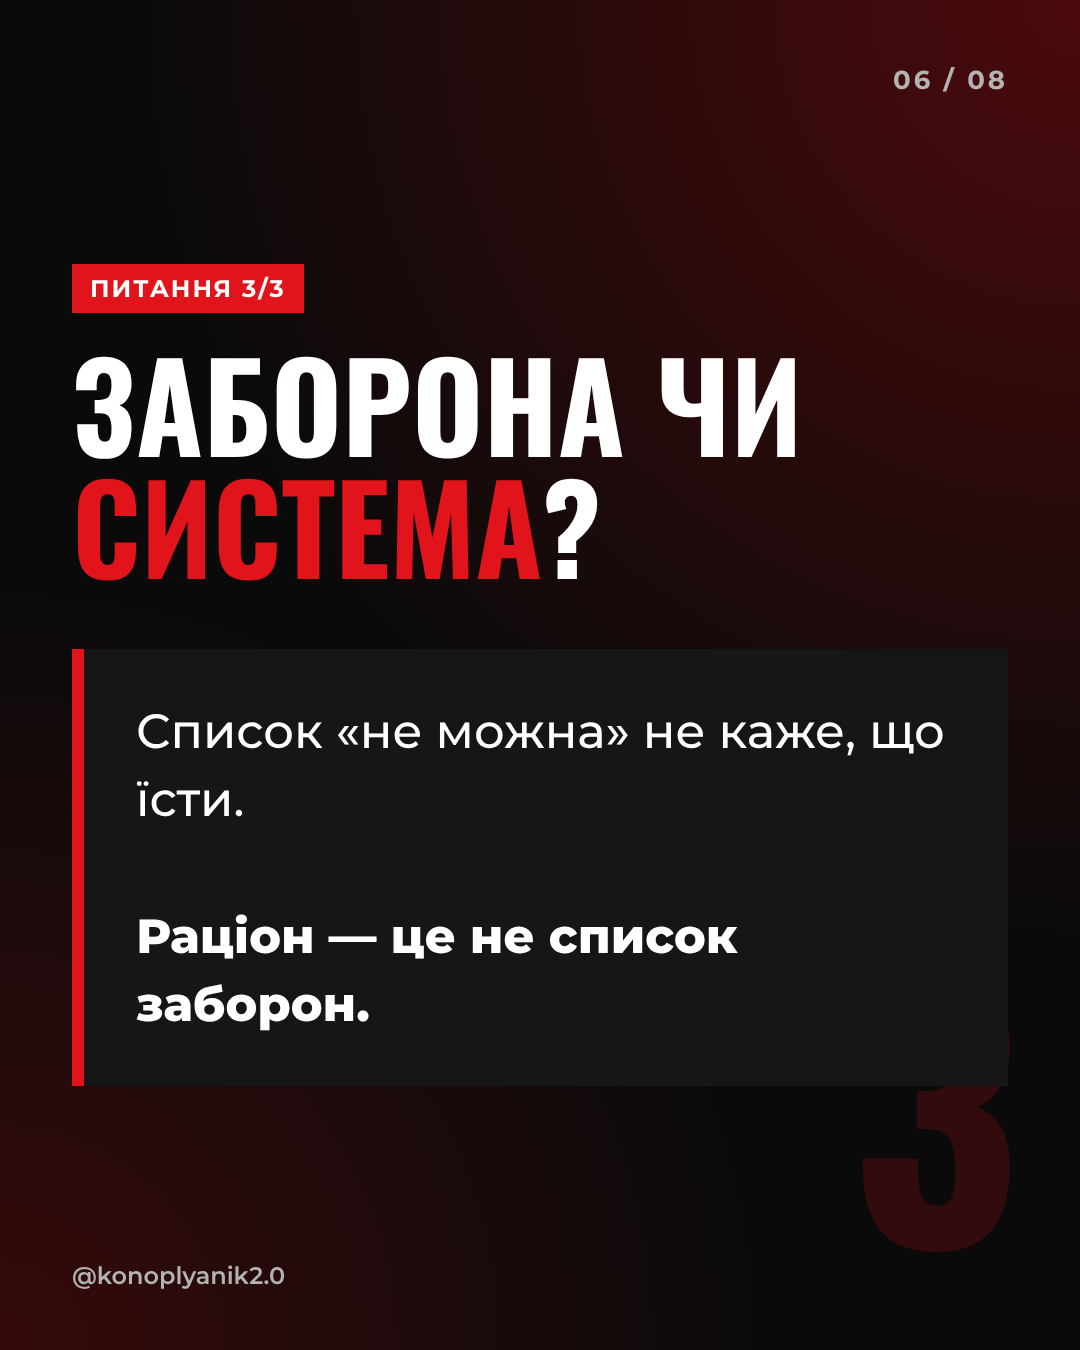 06 / 08
ПИТАННЯ 3/3
ЗАБОРОНА ЧИ
СИСТЕМА?
Список «не можна» не каже, що
їсти.
Раціон — це не список
заборон.
3
@konoplyanik2.0